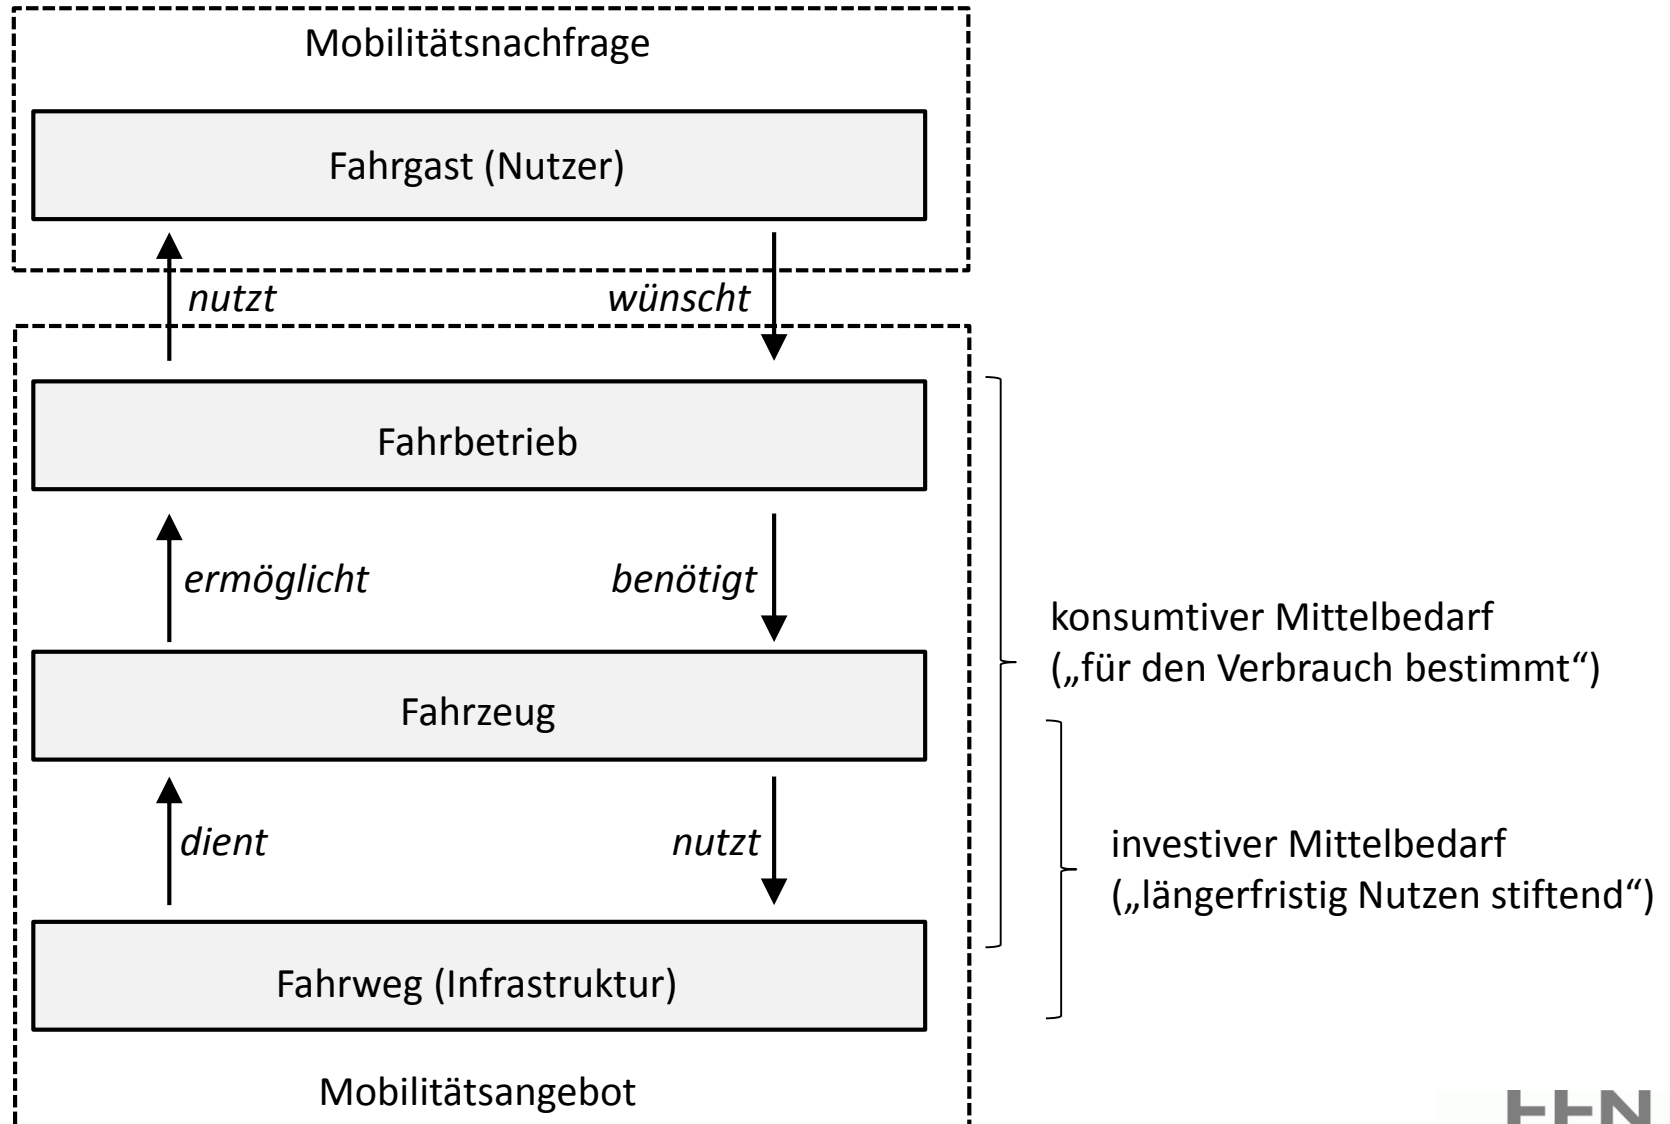 Mobilitätsnachfrage
Fahrgast (Nutzer)
nutzt
wünscht
Fahrbetrieb
ermöglicht
benötigt
Fahrzeug
dient
nutzt
Fahrweg (Infrastruktur)
Mobilitätsangebot
konsumtiver Mittelbedarf
(„für den Verbrauch bestimmt“)
investiver Mittelbedarf
(„längerfristig Nutzen stiftend“)